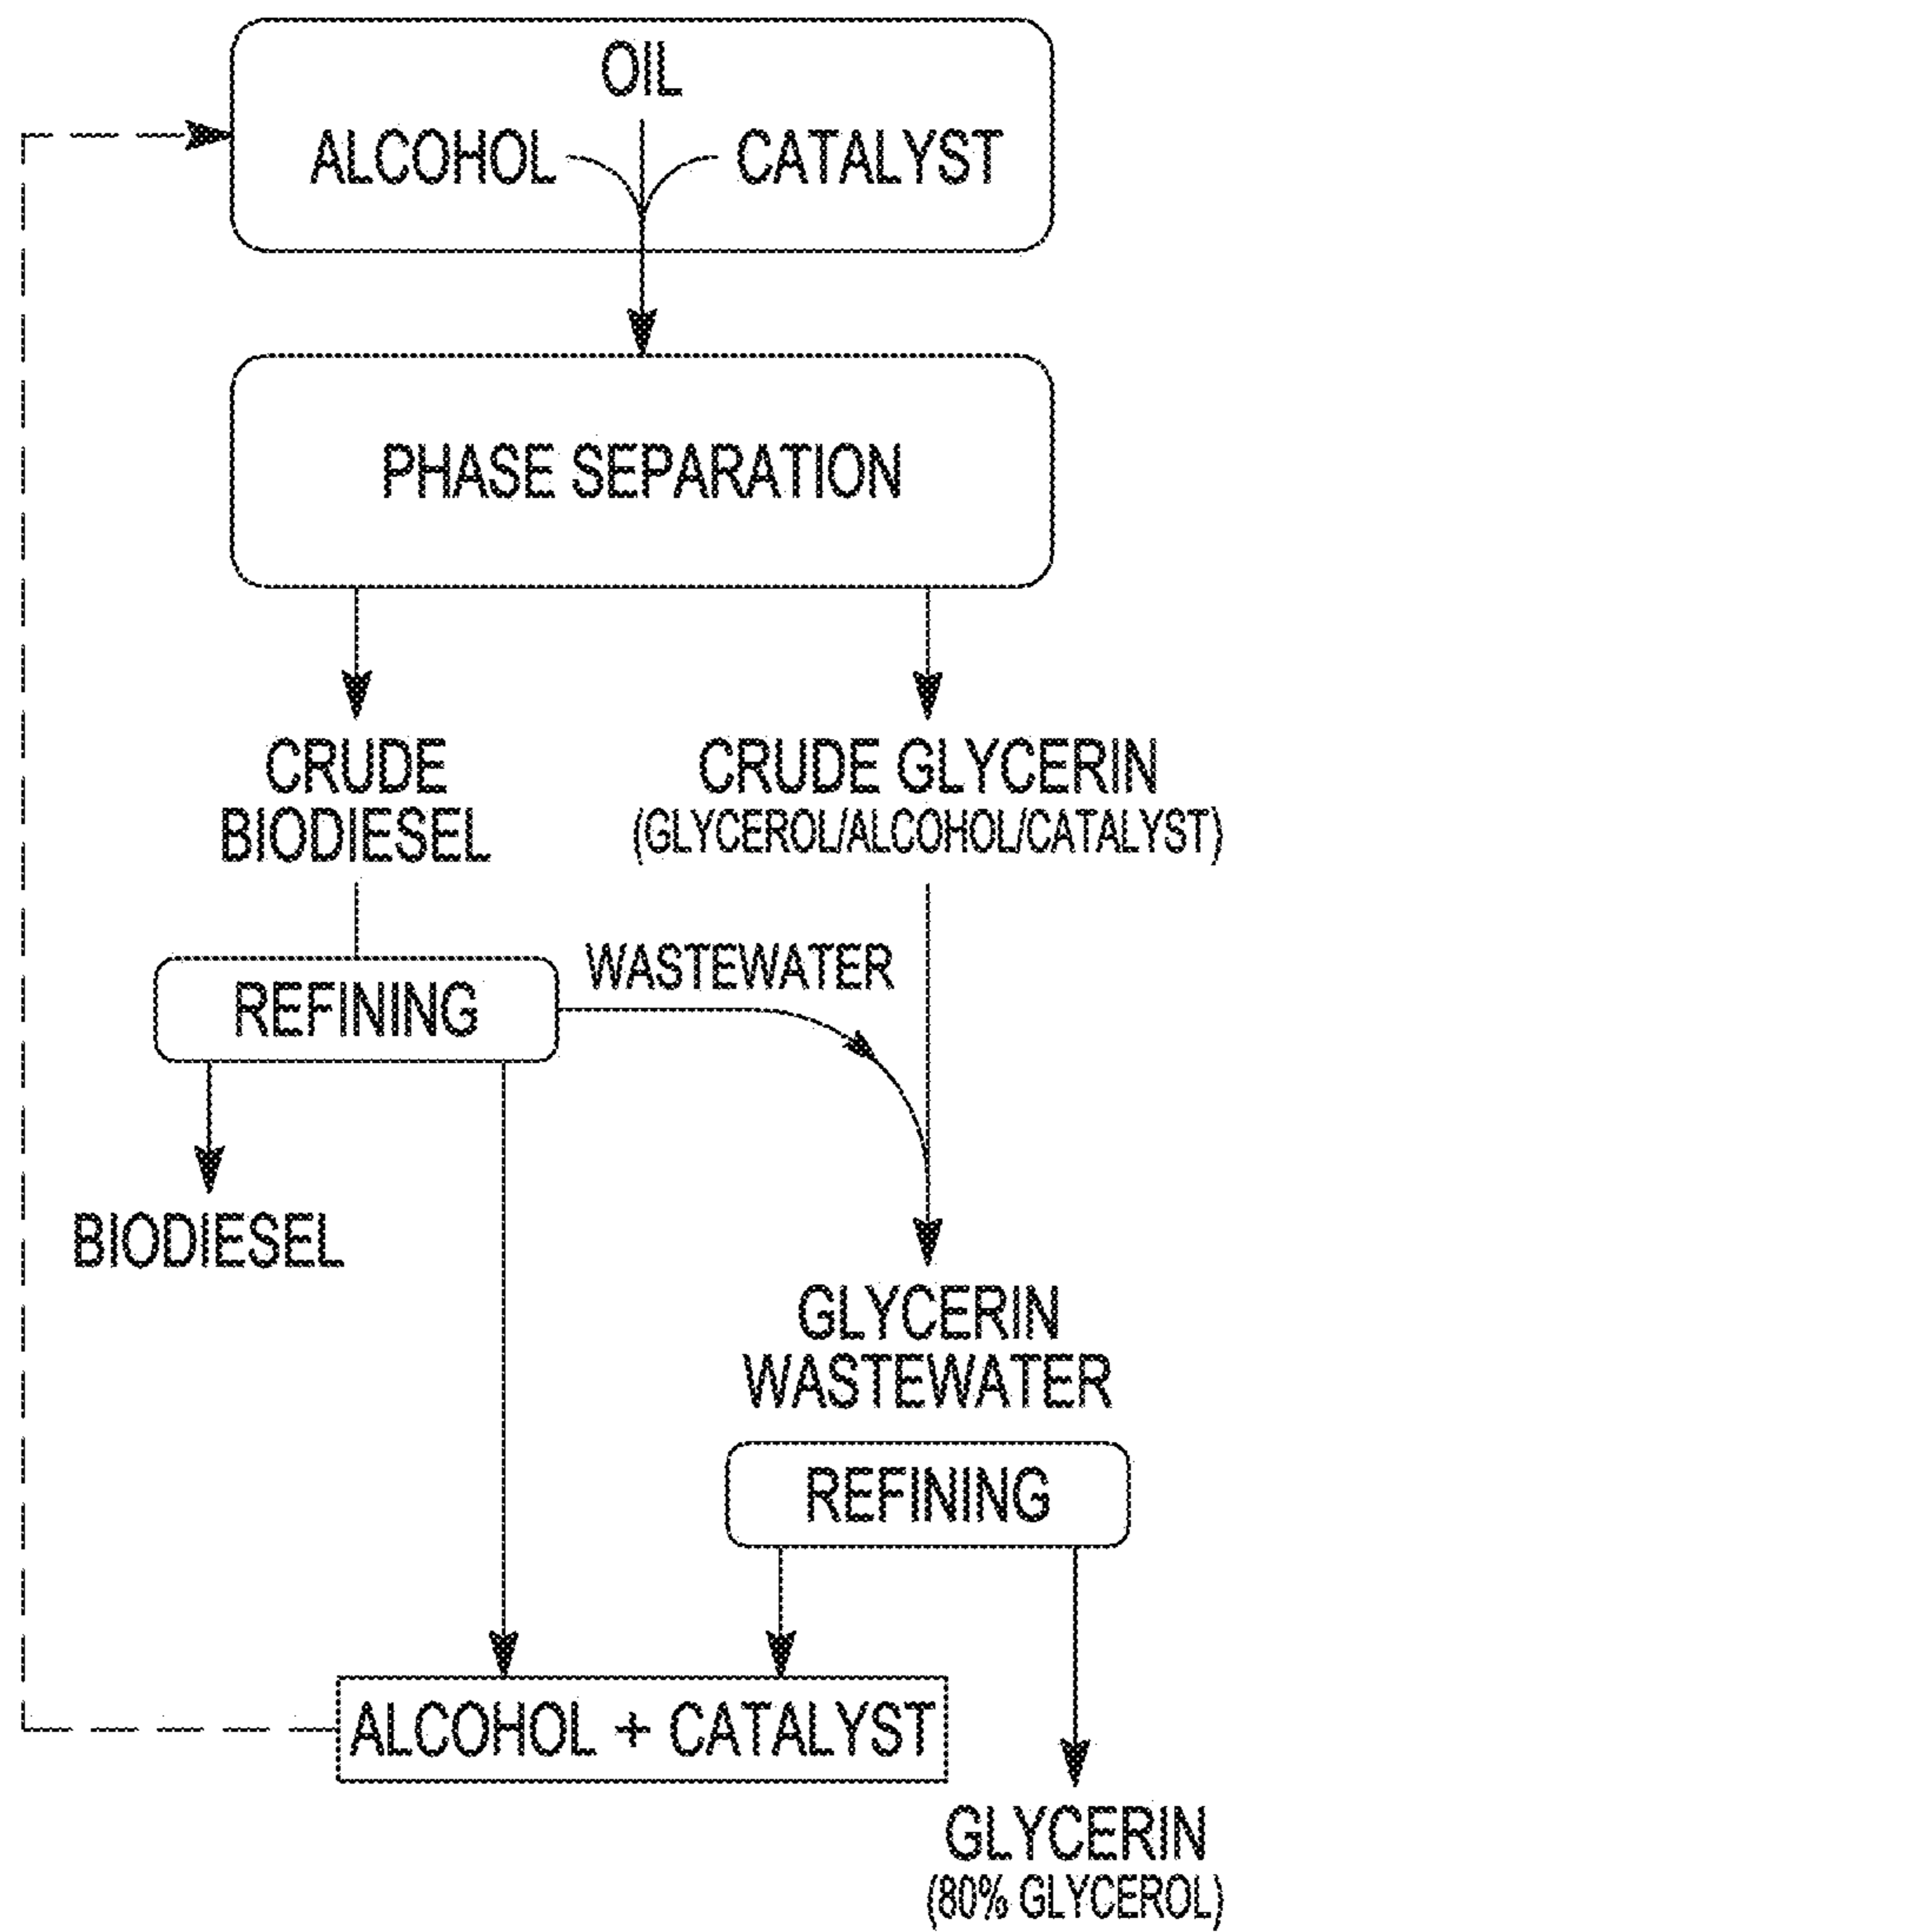 OIL
ALCOHOL CATALYST
PHASE SEPARATION
CRUDE
BIODIESEL
CRUDE GLYCERIN
(GLYCEROL/ALCOHOL/CATALYST)
REFINING
WASTEWATER
BIODIESEL
GLYCERIN
WASTEWATER
REFINING
ALCOHOL + CATALYST
GLYCERIN
(80% GLYCEROL)